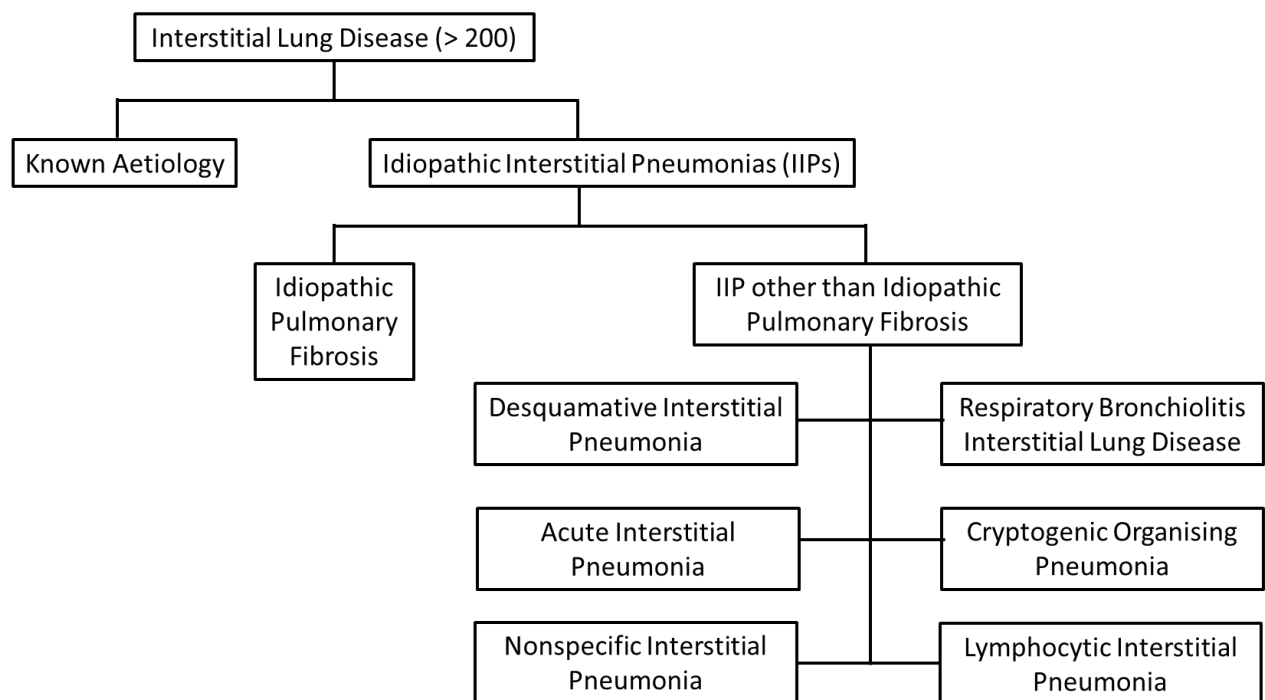 Interstitial Lung Disease (> 200)
Known Aetiology
Idiopathic Interstitial Pneumonias (IIPs)
Idiopathic
Pulmonary
Fibrosis
IIP other than Idiopathic
Pulmonary Fibrosis
Desquamative Interstitial
Pneumonia
Respiratory Bronchiolitis
Interstitial Lung Disease
Acute Interstitial
Pneumonia
Cryptogenic Organising
Pneumonia
Nonspecific Interstitial
Pneumonia
Lymphocytic Interstitial
Pneumonia